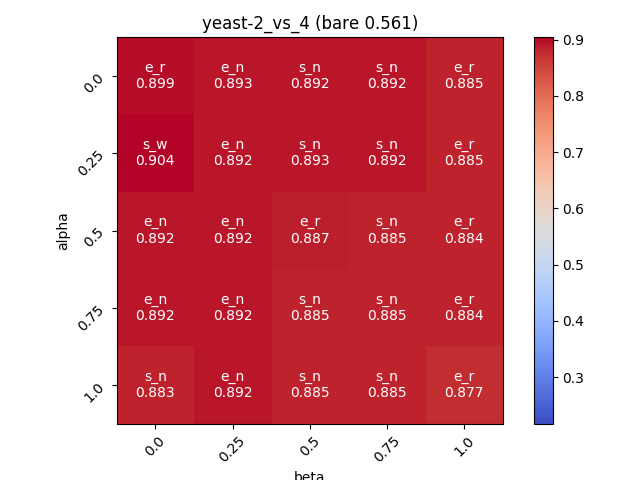 yeast-2_vs_4 (bare 0.561)
0.0
e_r e_n s_n s_n e_r
0.899 0.893 0.892 0.892 0.885
0.25
s_w e_n s_n s_n e_r
0.904 0.892 0.893 0.892 0.885
alpha
0.5
e_n e_n e_r s_n e_r
0.892 0.892 0.887 0.885 0.884
0.75
e_n e_n s_n s_n e_r
0.892 0.892 0.885 0.885 0.884
1.0
s_n e_n s_n s_n e_r
0.883 0.892 0.885 0.885 0.877
0.0 0.25 0.5 0.75 1.0
beta
0.9
0.8
0.7
0.6
0.5
0.4
0.3